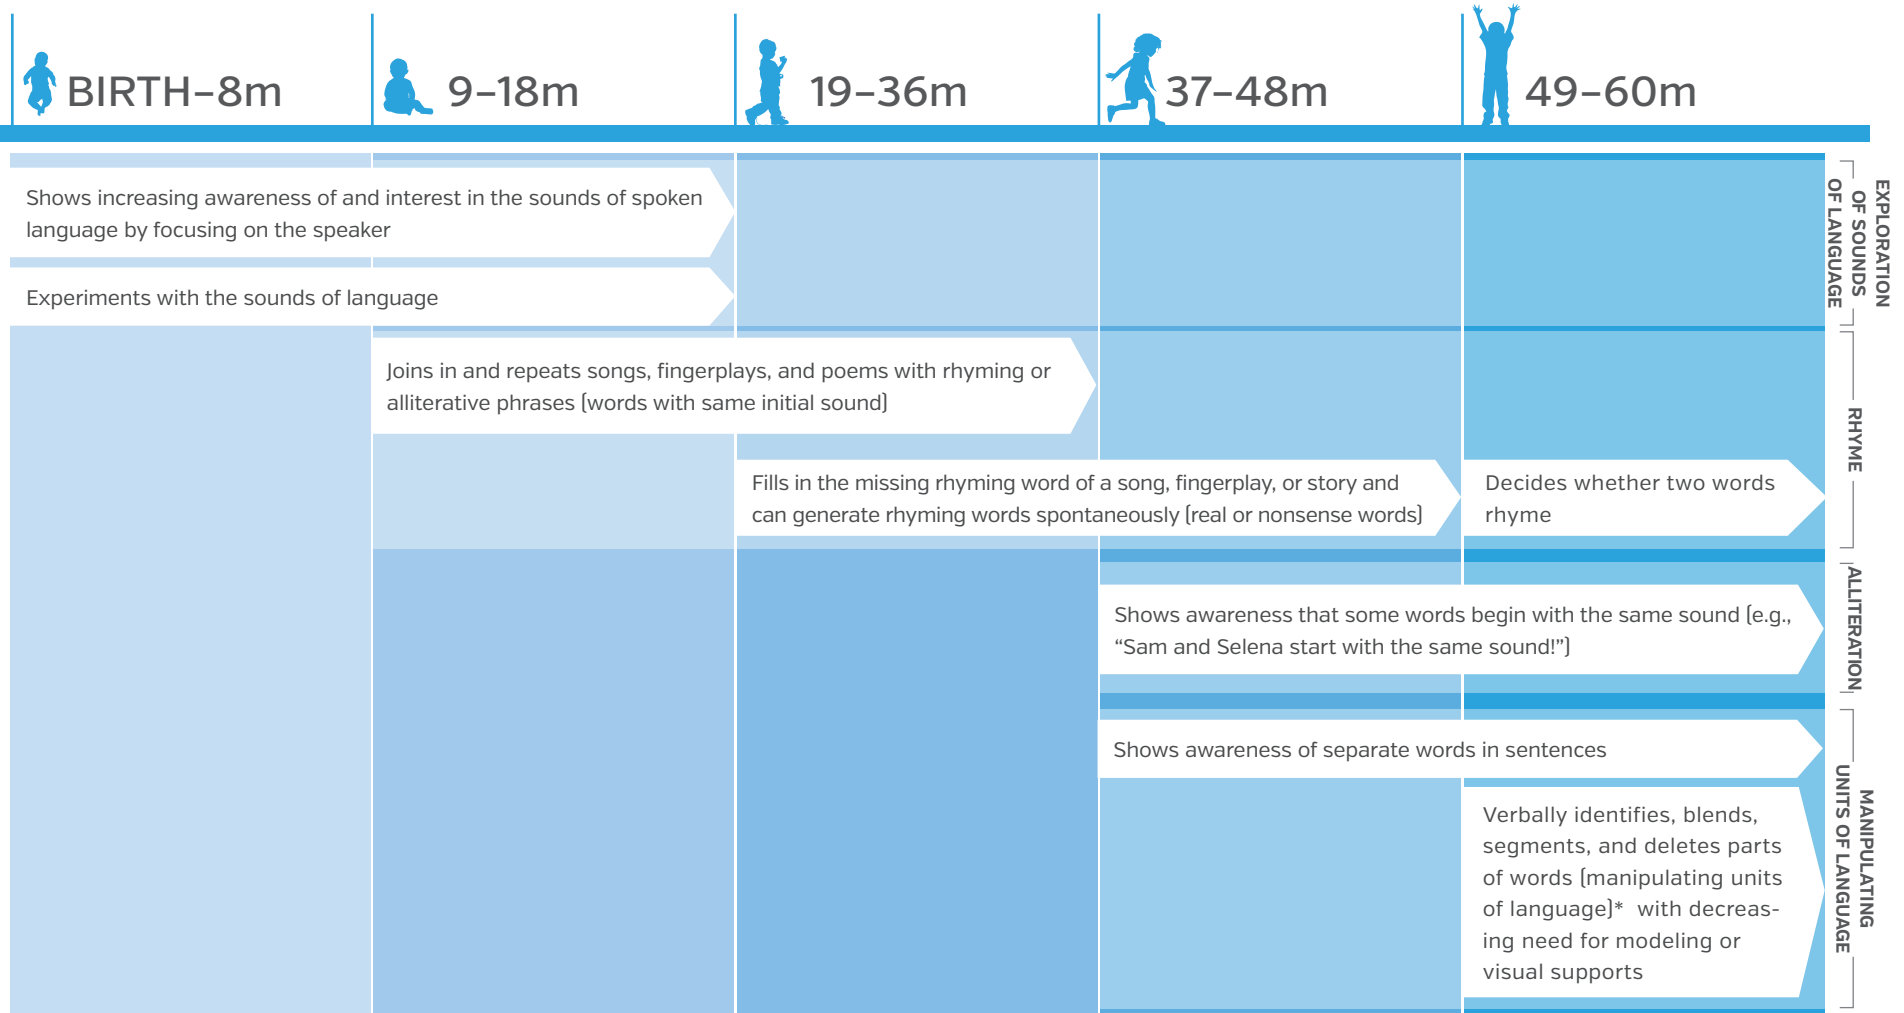 BIRTH–8m
9–18m
19–36m
37–48m
49–60m
Shows increasing awareness of and interest in the sounds of spoken
language by focusing on the speaker
Experiments with the sounds of language
EXPLORATION
OF SOUNDS
OF LANGUAGE
Joins in and repeats songs, fingerplays, and poems with rhyming or
alliterative phrases (words with same initial sound)
Fills in the missing rhyming word of a song, fingerplay, or story and
can generate rhyming words spontaneously (real or nonsense words)
Decides whether two words
rhyme
RHYME
Shows awareness that some words begin with the same sound (e.g.,
“Sam and Selena start with the same sound!”)
ALLITERATION
Shows awareness of separate words in sentences
Verbally identifies, blends,
segments, and deletes parts
of words (manipulating units
of language)* with decreas-
ing need for modeling or
visual supports
MANIPULATING
UNITS OF LANGUAGE